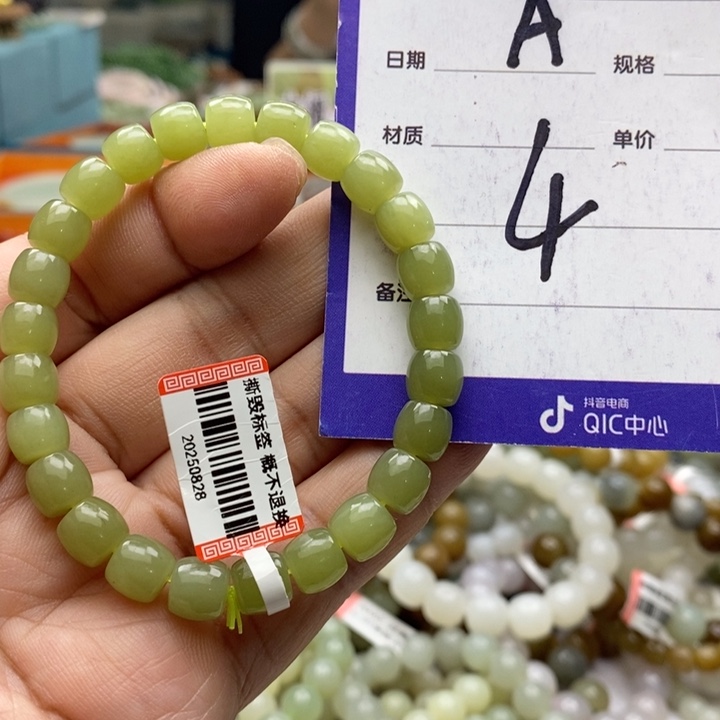 A
日期 规格
材质 单价
4
备注
抖音电商
QIC中心
撕毁标签 概不退换
20250828